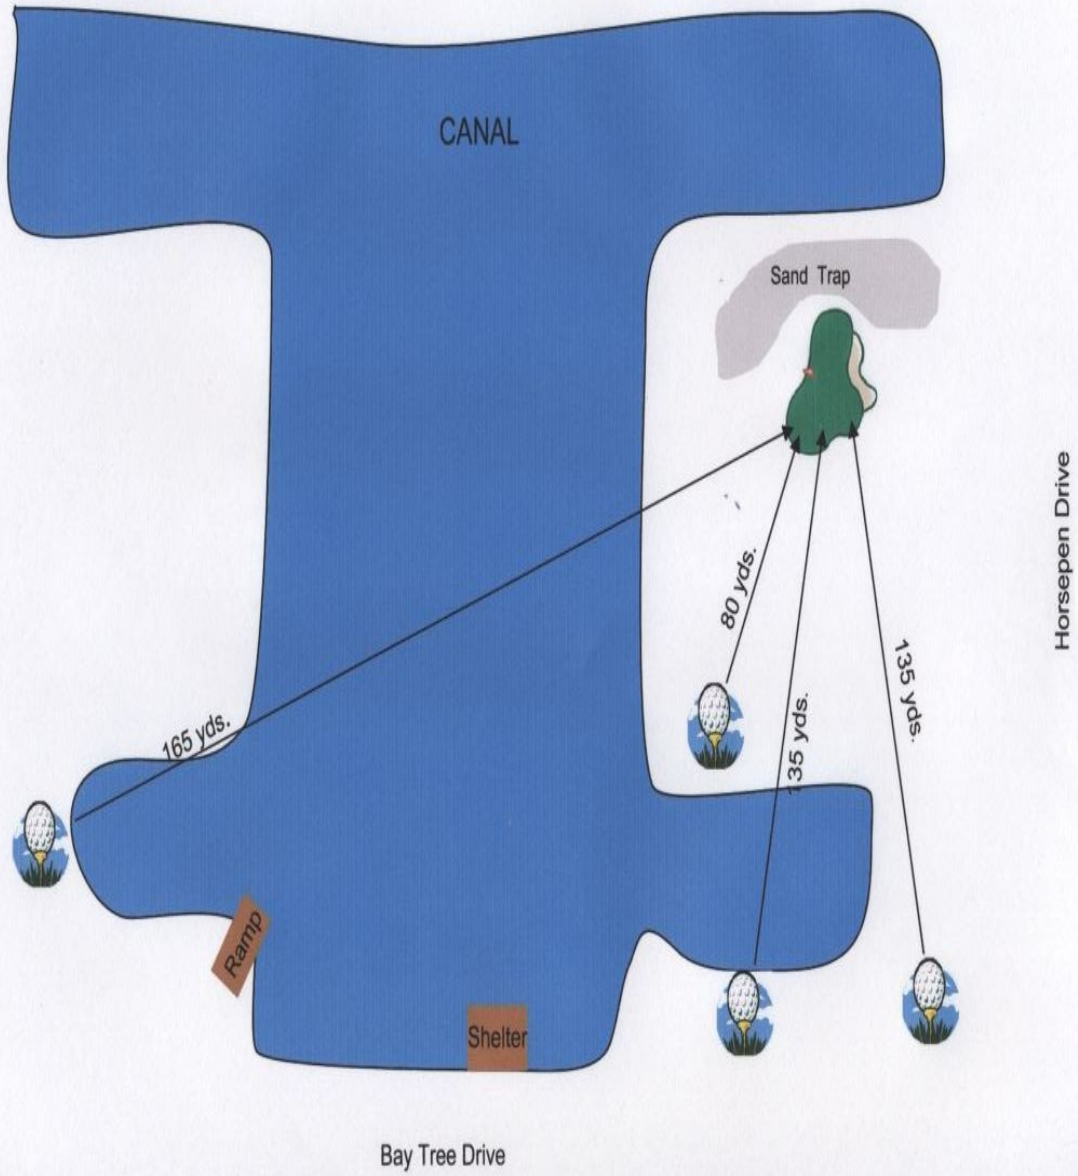 CANAL
Sand Trap
Horsepen Drive
80 yds.
135 yds.
135 yds.
165 yds.
Ramp
Shelter
Bay Tree Drive